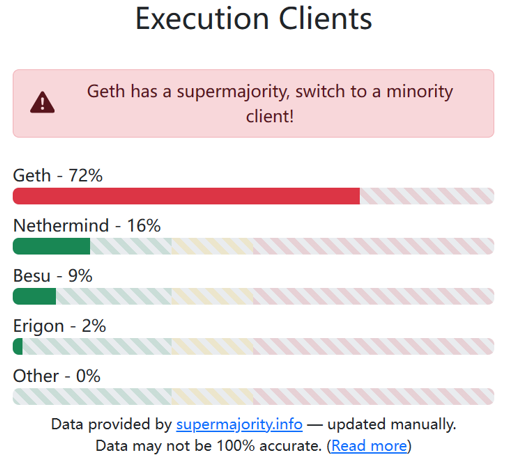 Execution Clients
Geth has a supermajority, switch to a minority
client!
Geth - 72%
Nethermind - 16%
Besu - 9%
Erigon - 2%
Other - 0%
Data provided by supermajority.info — updated manually.
Data may not be 100% accurate. (Read more)